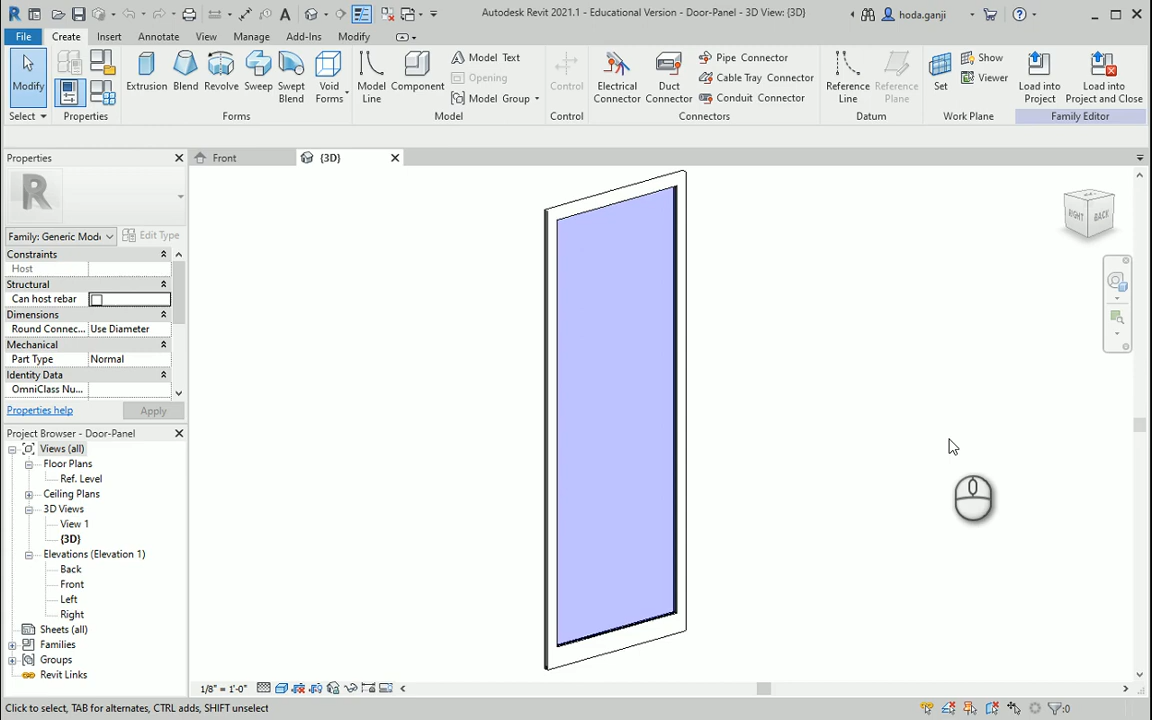 Autodesk Revit 2021.1 - Educational Version - Door-Panel - 3D View: {3D}
hoda.ganji
File Create Insert Annotate View Manage Add-Ins Modify
Modify
Extrusion Blend Revolve Sweep Swept Blend Void Forms
Model Line Component
Model Text
Opening
Model Group
Control
Electrical Connector Duct Connector
Pipe Connector
Cable Tray Connector
Conduit Connector
Reference Line Reference Plane
Set
Show
Viewer
Load into Project Load into Project and Close
Select Properties Forms Model Control Connectors Datum Work Plane Family Editor
Properties
Front {3D}
R
RIGHT BACK
Family: Generic Mode
Edit Type
Constraints
Host
Structural
Can host rebar
Dimensions
Round Connec... Use Diameter
Mechanical
Part Type Normal
Identity Data
OmniClass Nu...
Properties help Apply
Project Browser - Door-Panel
Views (all)
Floor Plans
Ref. Level
Ceiling Plans
3D Views
View 1
{3D}
Elevations (Elevation 1)
Back
Front
Left
Right
Sheets (all)
Families
Groups
Revit Links
1/8" = 1'-0"
Click to select, TAB for alternates, CTRL adds, SHIFT unselect
:0